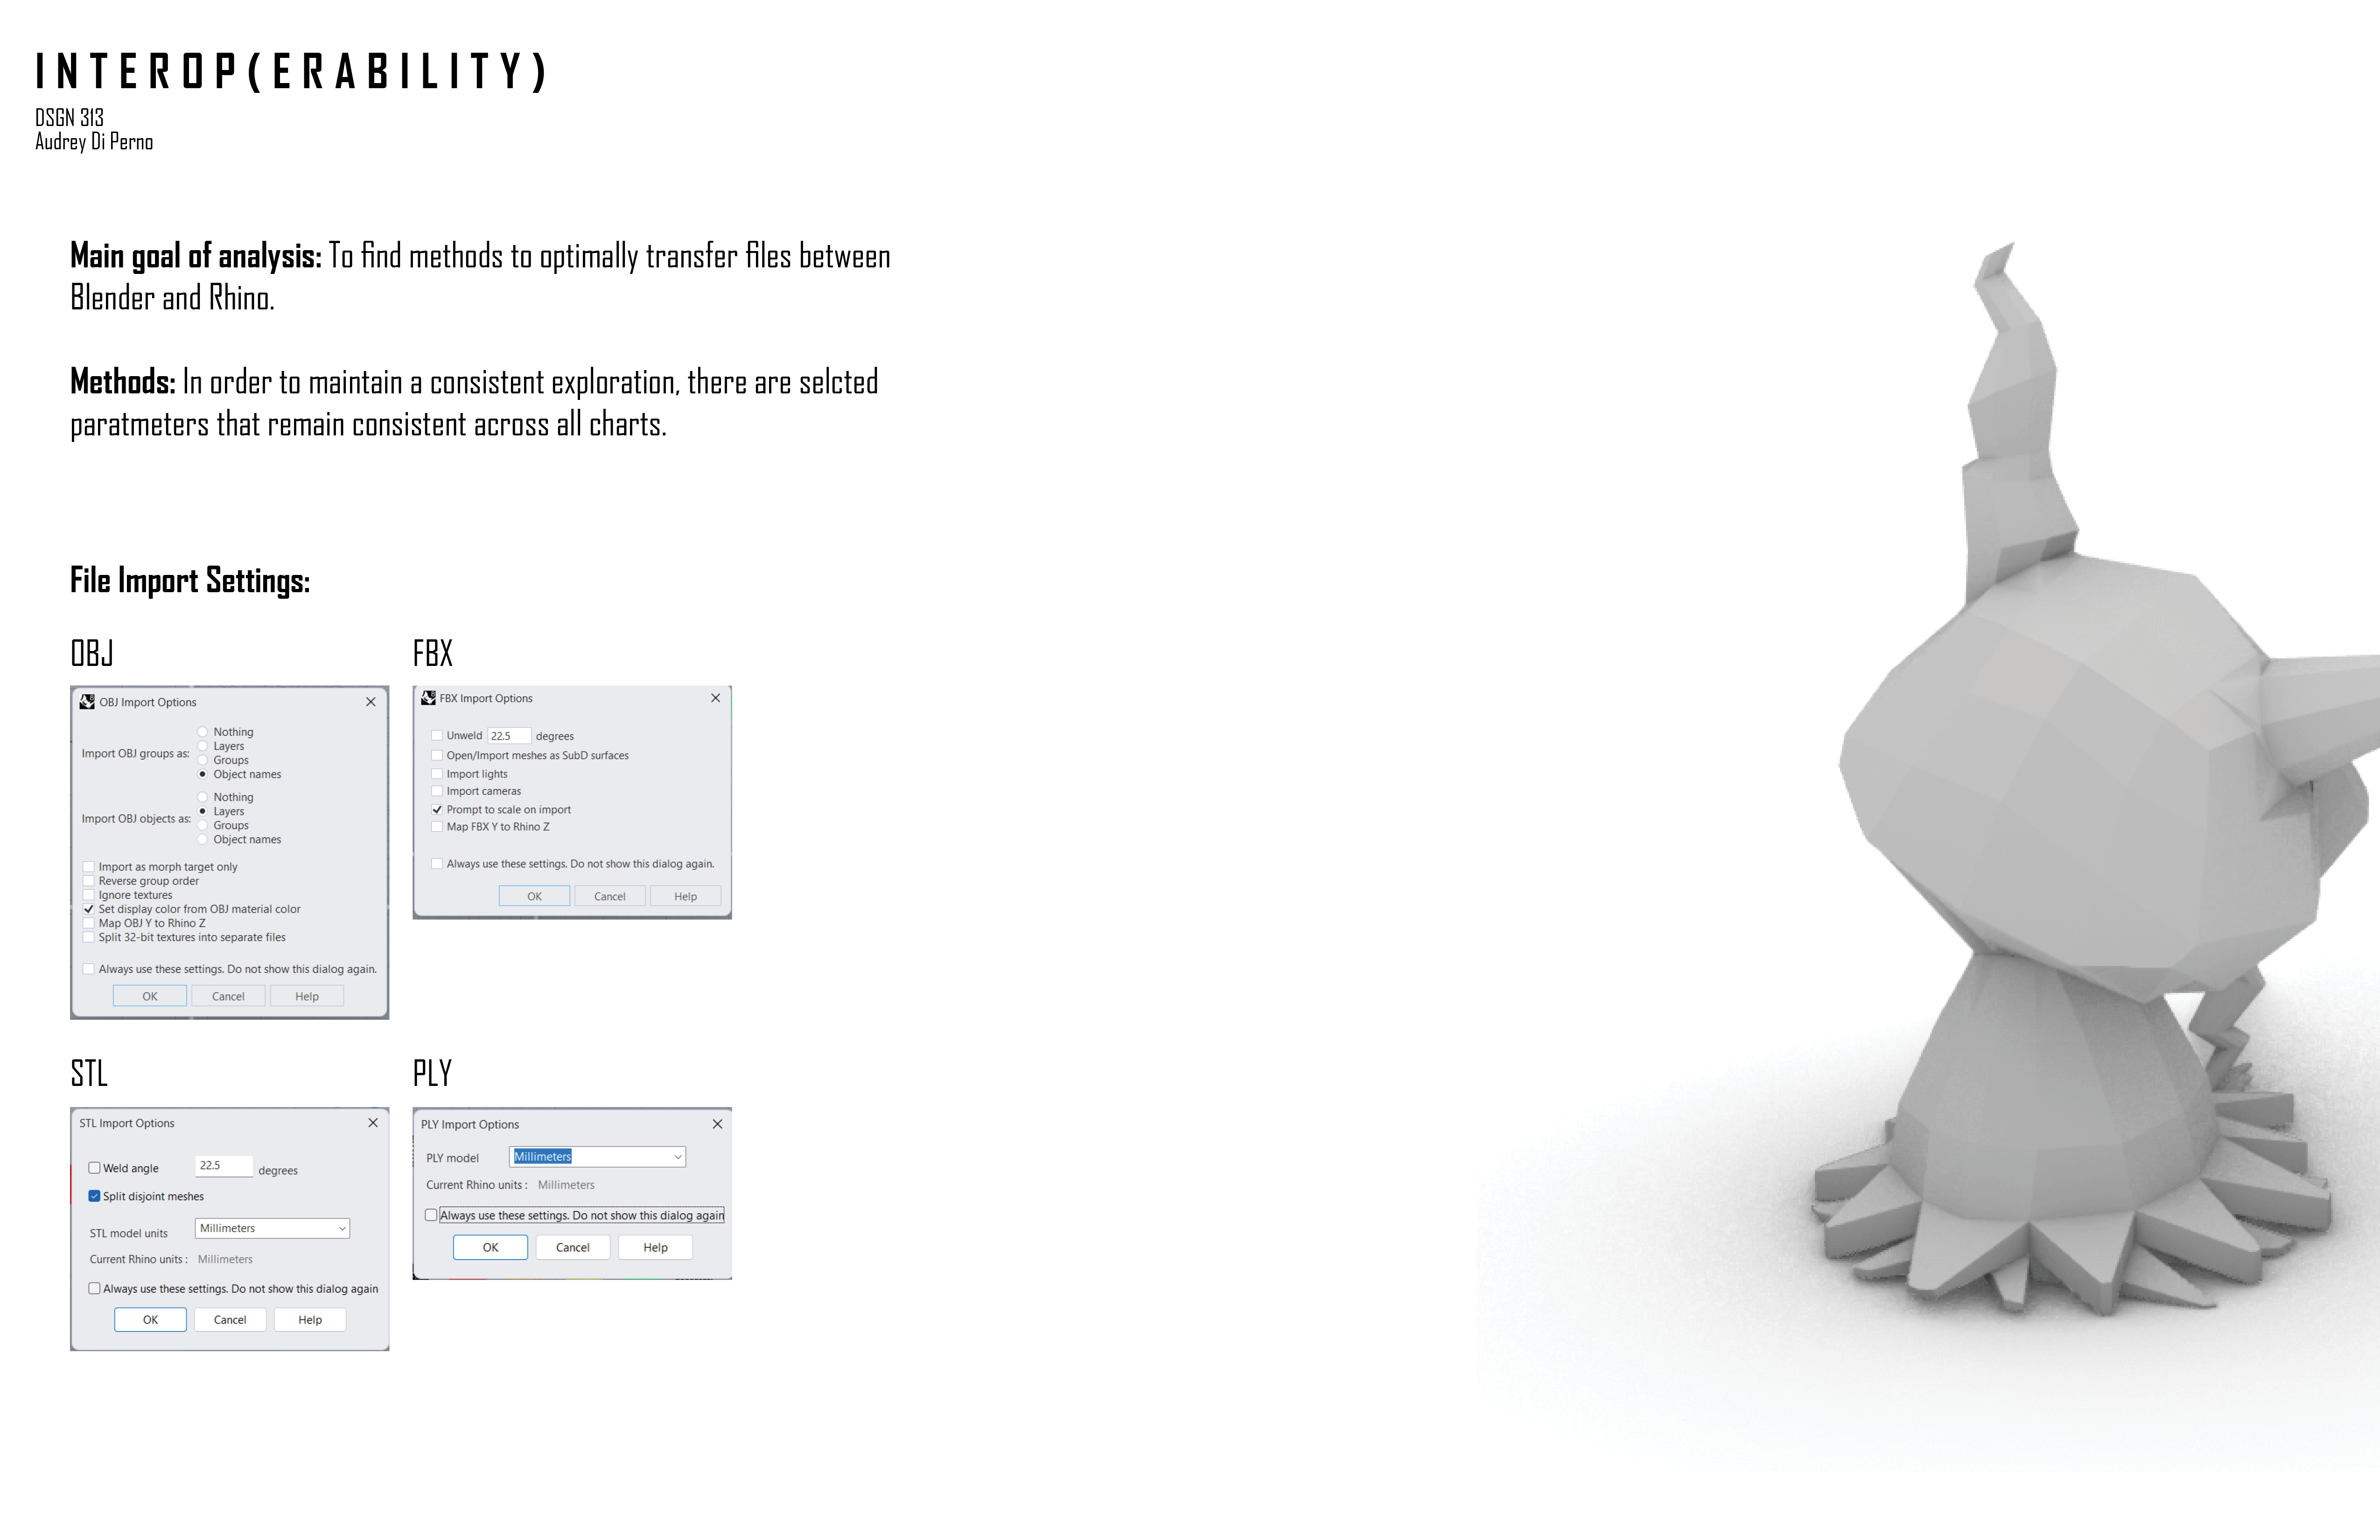 INTEROP(ERABILITY)
DSGN 313
Audrey Di Perno
Main goal of analysis: To find methods to optimally transfer files between
Blender and Rhino.
Methods: In order to maintain a consistent exploration, there are selcted
paratmeters that remain consistent across all charts.
File Import Settings:
OBJ
OBJ Import Options
Import OBJ groups as:
Nothing
Layers
Groups
Object names
Import OBJ objects as:
Nothing
Layers
Groups
Object names
Import as morph target only
Reverse group order
Ignore textures
Set display color from OBJ material color
Map OBJ Y to Rhino Z
Split 32-bit textures into separate files
Always use these settings. Do not show this dialog again.
OK Cancel Help
FBX
FBX Import Options
Unweld 22.5 degrees
Open/Import meshes as SubD surfaces
Import lights
Import cameras
Prompt to scale on import
Map FBX Y to Rhino Z
Always use these settings. Do not show this dialog again.
OK Cancel Help
STL
STL Import Options
Weld angle 22.5 degrees
Split disjoint meshes
STL model units Millimeters
Current Rhino units : Millimeters
Always use these settings. Do not show this dialog again
OK Cancel Help
PLY
PLY Import Options
PLY model Millimeters
Current Rhino units : Millimeters
Always use these settings. Do not show this dialog again
OK Cancel Help